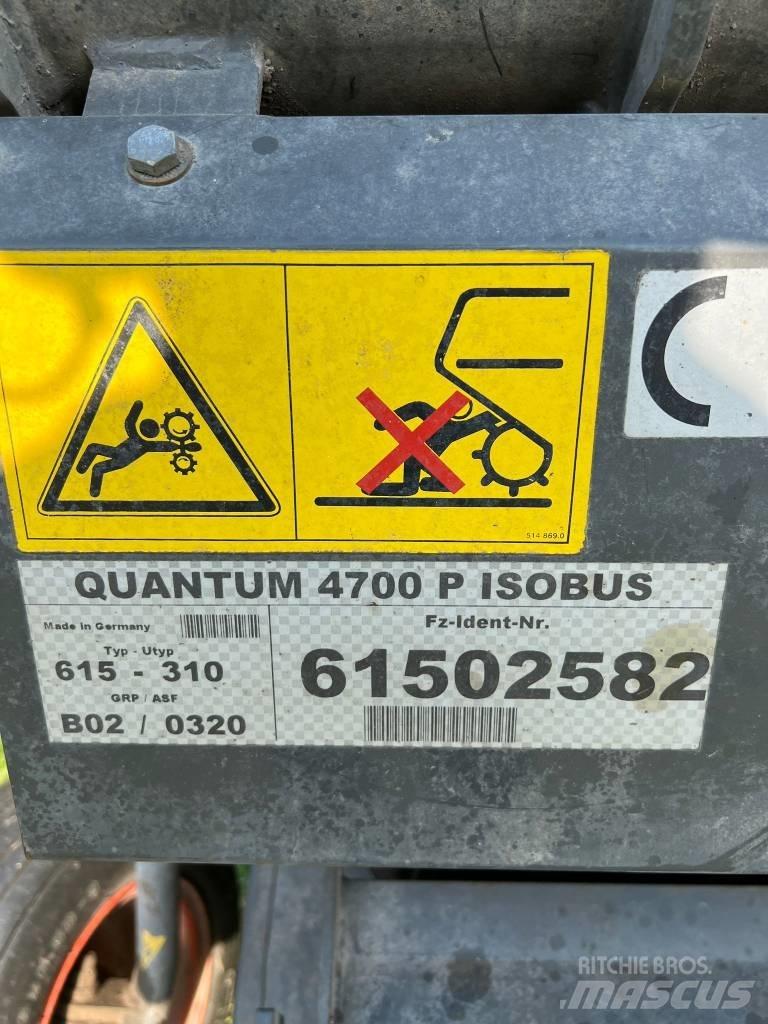 514 869.0
QUANTUM 4700 P ISOBUS
Made in Germany
Typ - Utyp
615 - 310
GRP / ASF
B02 / 0320
Fz-Ident-Nr.
61502582
RITCHIE BROS.
MASCUS